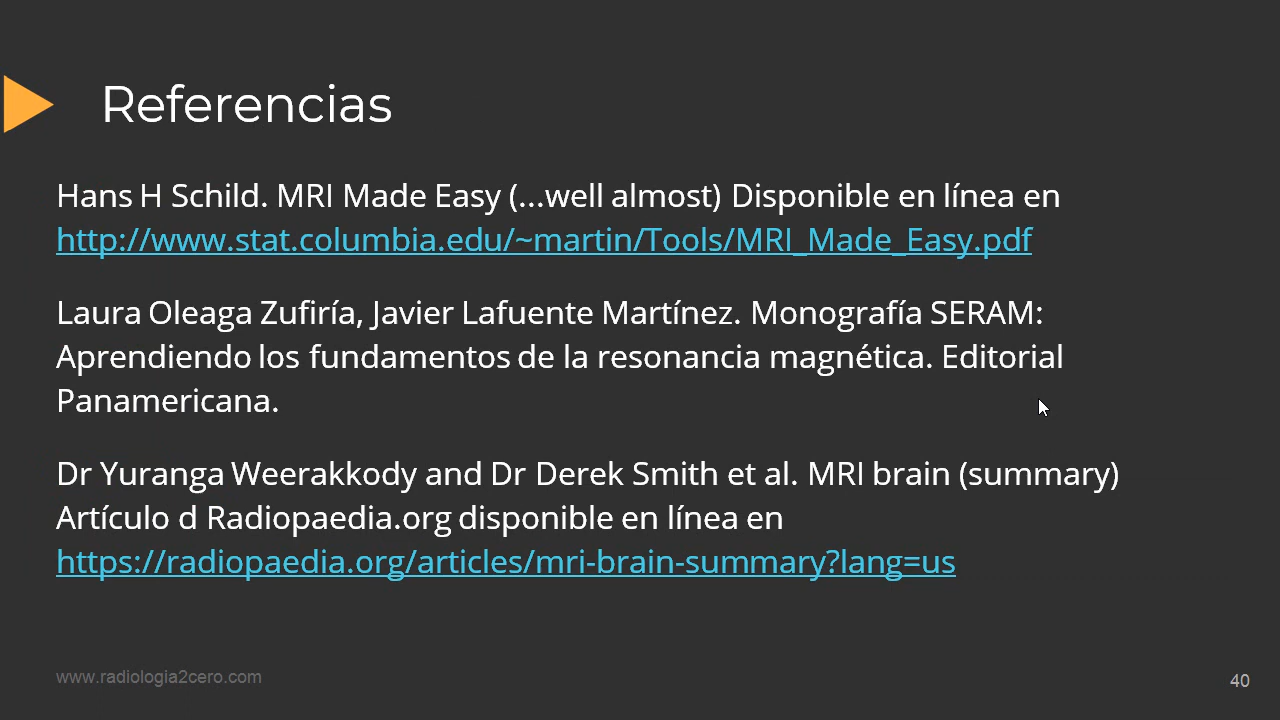 Referencias
Hans H Schild. MRI Made Easy (...well almost) Disponible en línea en
http://www.stat.columbia.edu/~martin/Tools/MRI_Made_Easy.pdf
Laura Oleaga Zufiría, Javier Lafuente Martínez. Monografía SERAM:
Aprendiendo los fundamentos de la resonancia magnética. Editorial
Panamericana.
Dr Yuranga Weerakkody and Dr Derek Smith et al. MRI brain (summary)
Artículo d Radiopaedia.org disponible en línea en
https://radiopaedia.org/articles/mri-brain-summary?lang=us
www.radiologia2cero.com
40